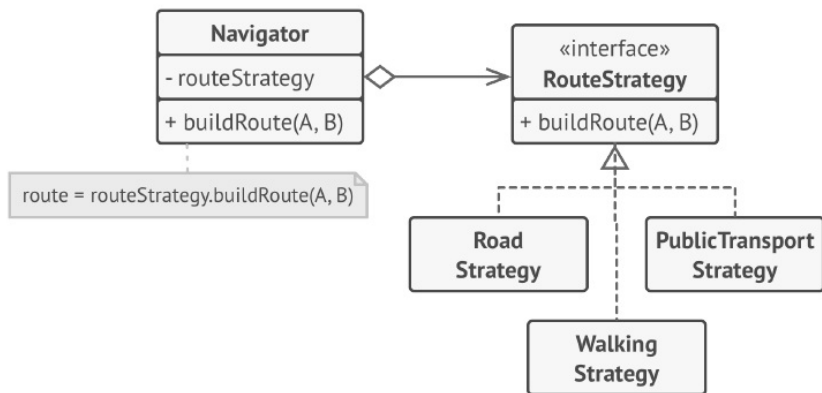 Navigator
- routeStrategy
+ buildRoute(A, B)
route = routeStrategy.buildRoute(A, B)
«interface»
RouteStrategy
+ buildRoute(A, B)
Road
Strategy
PublicTransport
Strategy
Walking
Strategy